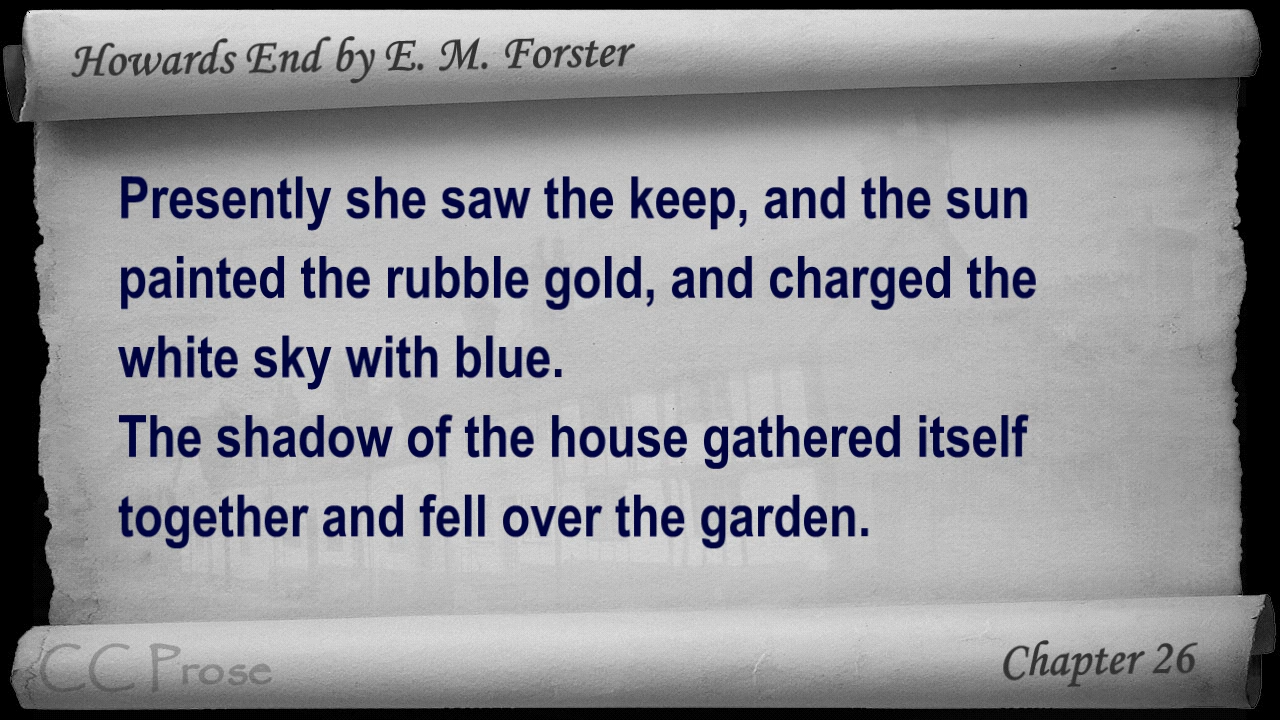 Howards End by E. M. Forster
Presently she saw the keep, and the sun
painted the rubble gold, and charged the
white sky with blue.
The shadow of the house gathered itself
together and fell over the garden.
CC Prose
Chapter 26